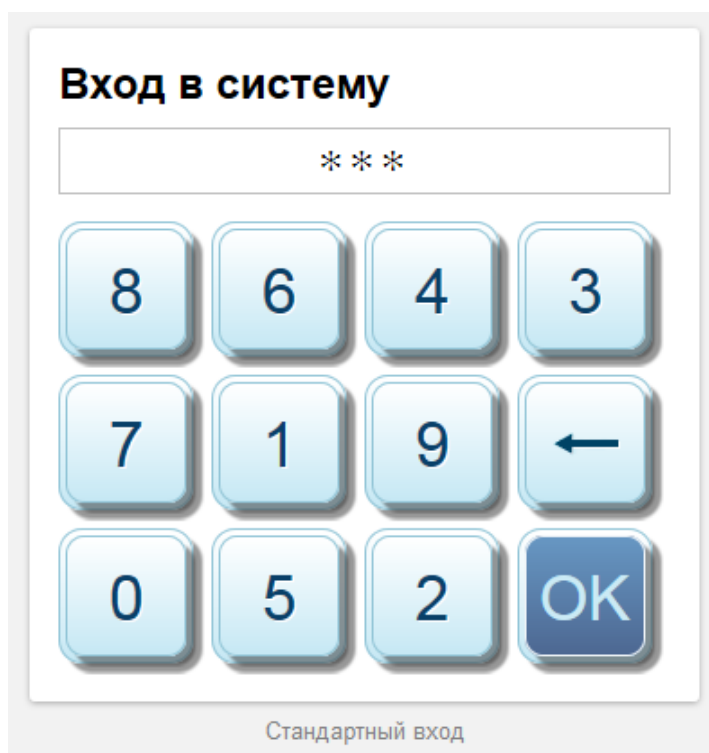 Вход в систему
***
8 6 4 3
7 1 9 ←
0 5 2 OK
Стандартный вход